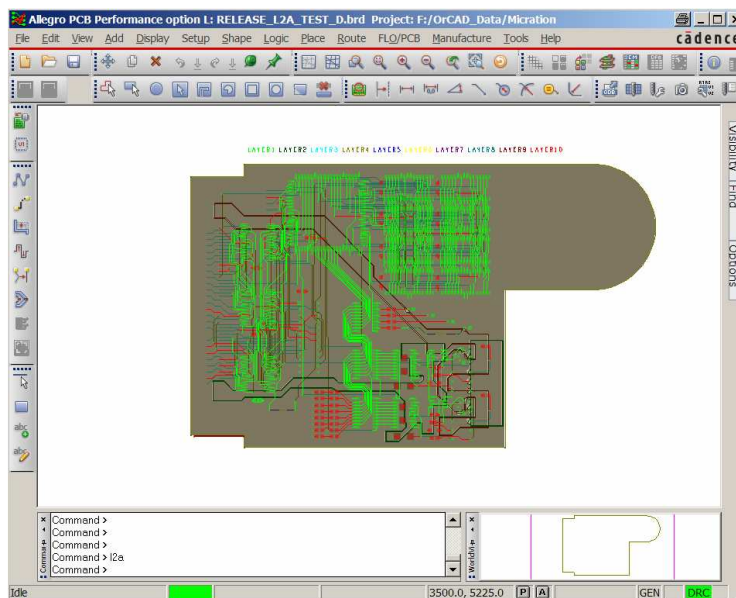 Allegro PCB Performance option L: RELEASE_L2A_TEST_D.brd Project: F:/OrCAD_Data/Micration
File Edit View Add Display Setup Shape Logic Place Route FLO/PCB Manufacture Tools Help cādence
LAYER1 LAYER2 LAYER3 LAYER4 LAYER5 LAYER6 LAYER7 LAYER8 LAYER9 LAYER10
Visibility
Find
Options
Command >
Command >
Command >
Command > l2a
Command >
Command
WorldView
Idle 3500.0, 5225.0 P A GEN DRC